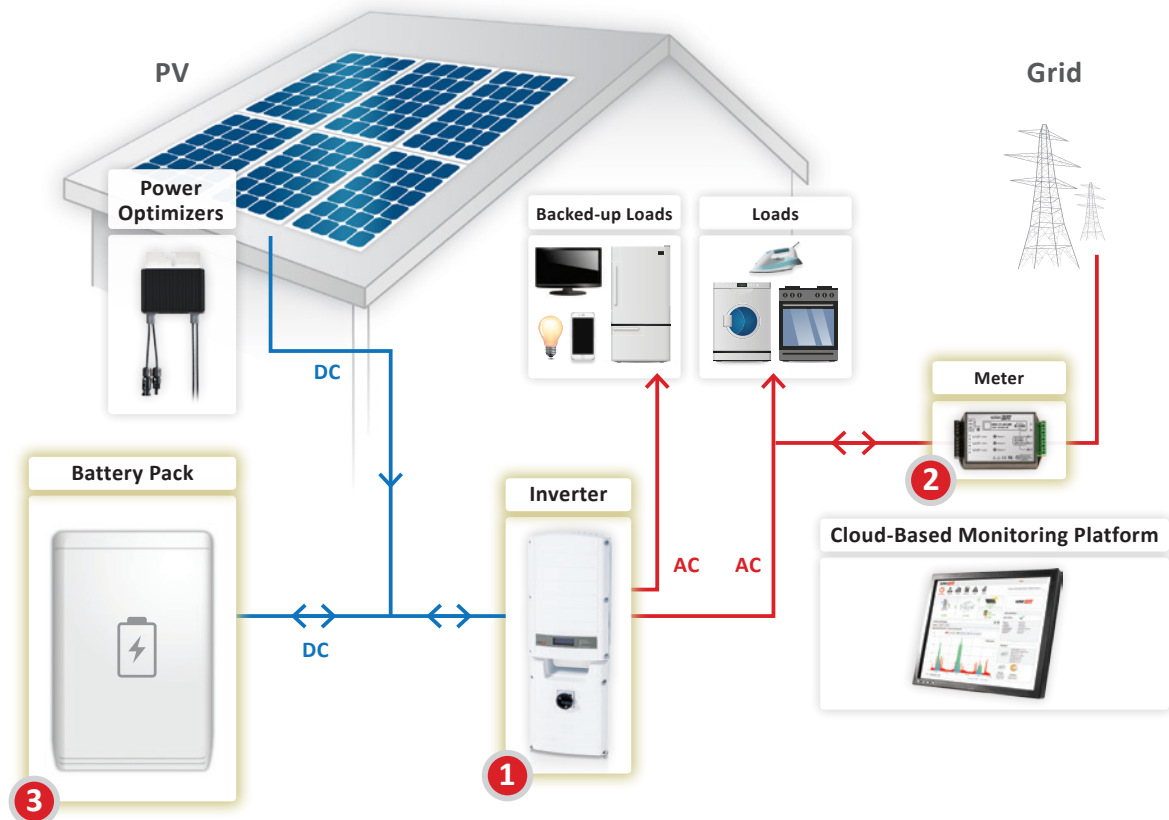 PV
Grid
Power
Optimizers
Backed-up Loads
Loads
DC
Meter
2
Battery Pack
Inverter
Cloud-Based Monitoring Platform
AC
AC
DC
1
3